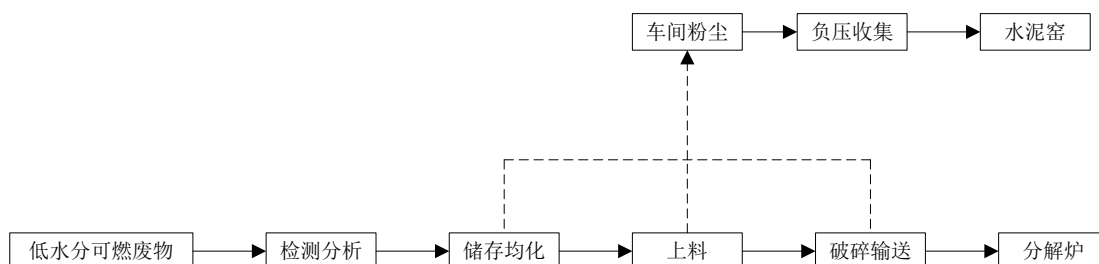 车间粉尘
负压收集
水泥窑
低水分可燃废物
检测分析
储存均化
上料
破碎输送
分解炉